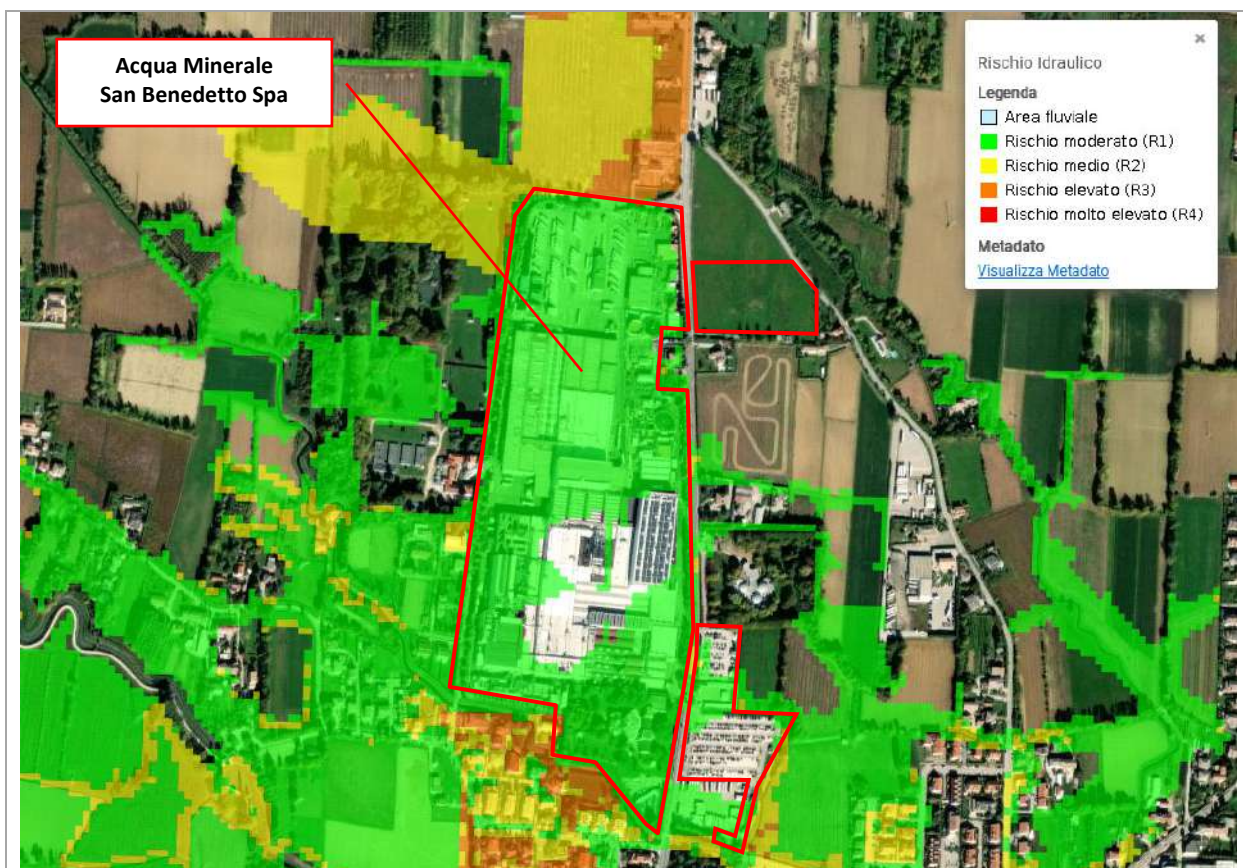 Acqua Minerale
San Benedetto Spa
×
Rischio Idraulico
Legenda
Area fluviale
Rischio moderato (R1)
Rischio medio (R2)
Rischio elevato (R3)
Rischio molto elevato (R4)
Metadato
Visualizza Metadato